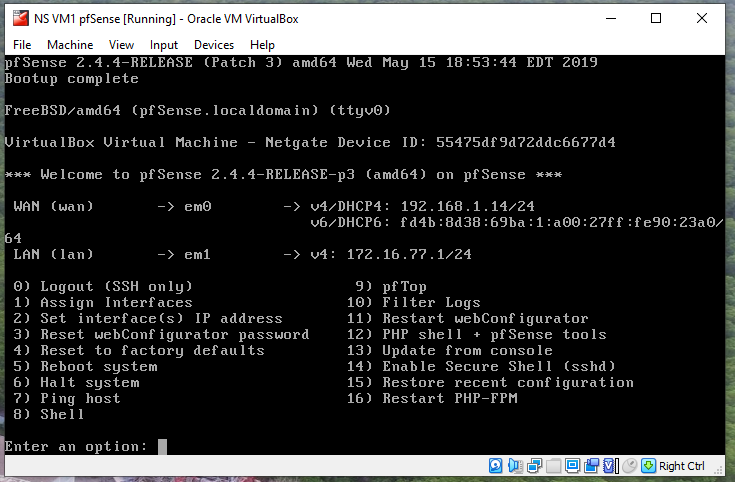 NS VM1 pfSense [Running] - Oracle VM VirtualBox
File Machine View Input Devices Help
pfSense 2.4.4-RELEASE (Patch 3) amd64 Wed May 15 18:53:44 EDT 2019
Bootup complete
FreeBSD/amd64 (pfSense.localdomain) (ttyv0)
VirtualBox Virtual Machine - Netgate Device ID: 55475df9d72ddc6677d4
*** Welcome to pfSense 2.4.4-RELEASE-p3 (amd64) on pfSense ***
WAN (wan) -> em0 -> v4/DHCP4: 192.168.1.14/24
v6/DHCP6: fd4b:8d38:69ba:1:a00:27ff:fe90:23a0/
64
LAN (lan) -> em1 -> v4: 172.16.77.1/24
0) Logout (SSH only) 9) pfTop
1) Assign Interfaces 10) Filter Logs
2) Set interface(s) IP address 11) Restart webConfigurator
3) Reset webConfigurator password 12) PHP shell + pfSense tools
4) Reset to factory defaults 13) Update from console
5) Reboot system 14) Enable Secure Shell (sshd)
6) Halt system 15) Restore recent configuration
7) Ping host 16) Restart PHP-FPM
8) Shell
Enter an option:
Right Ctrl